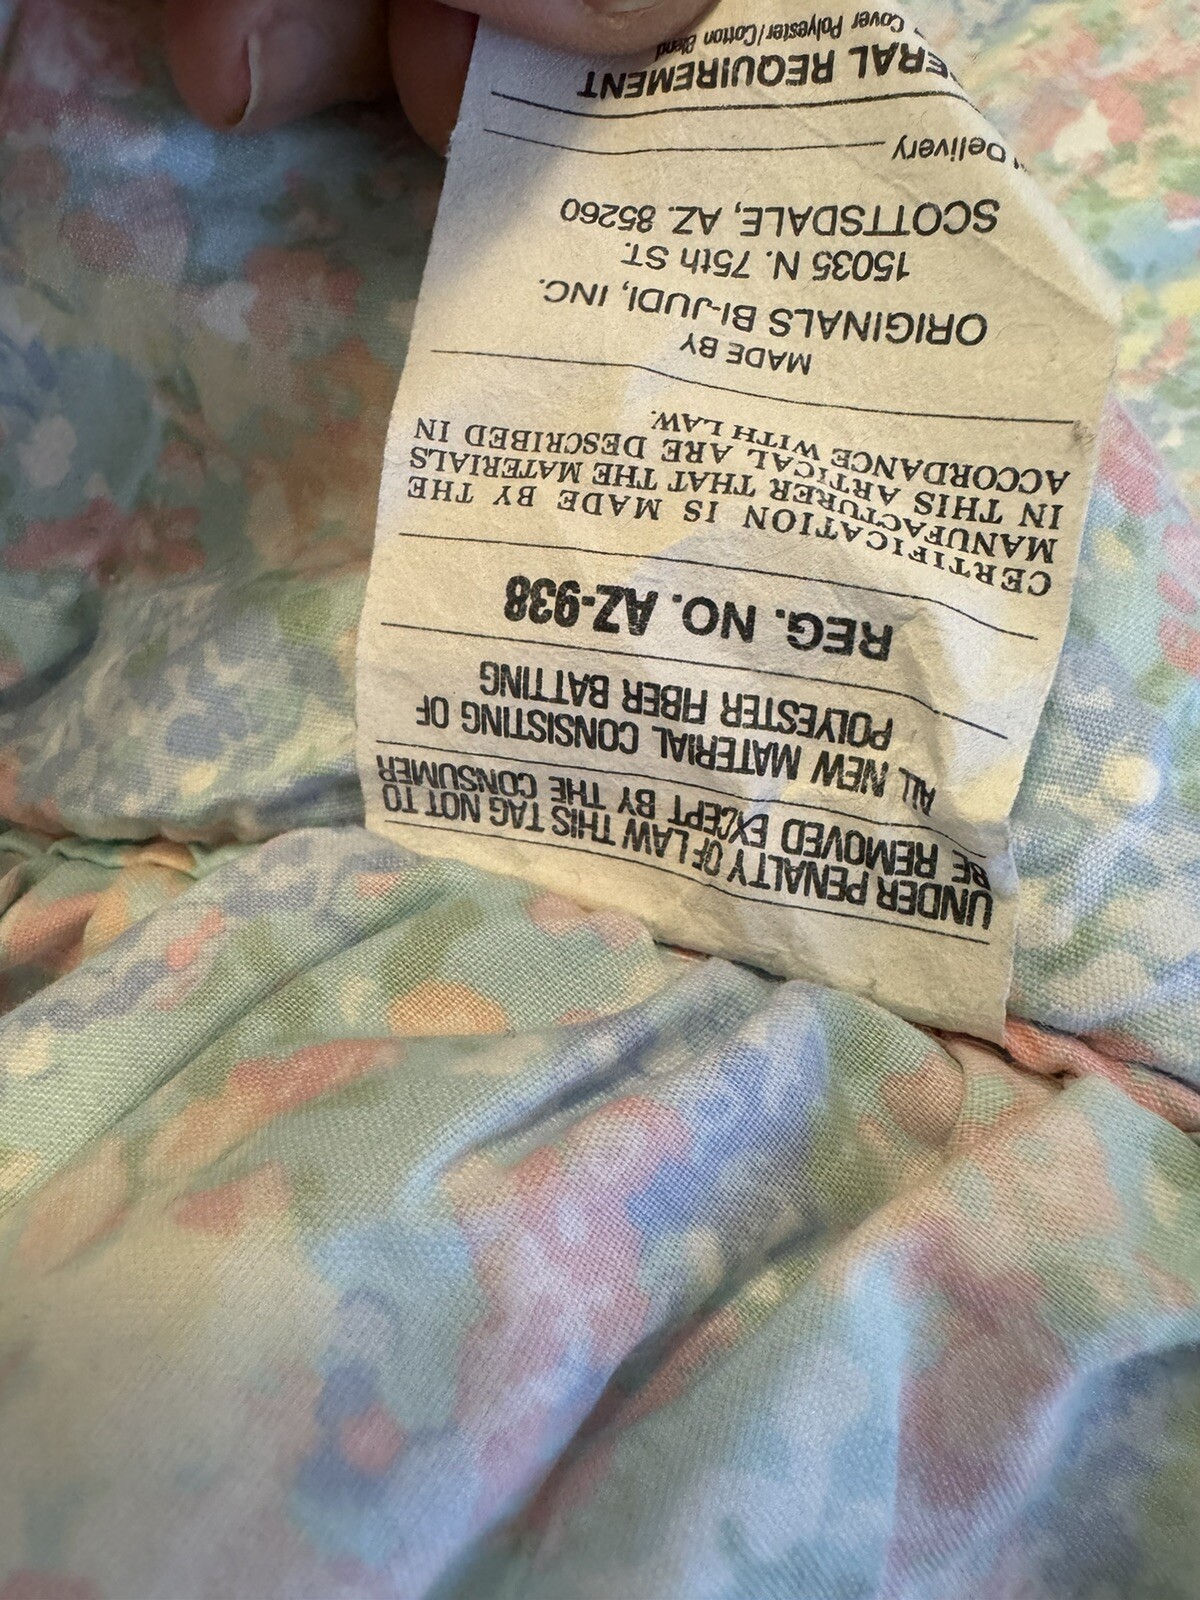 UNDER PENALTY OF LAW THIS TAG NOT TO
BE REMOVED EXCEPT BY THE CONSUMER
ALL NEW MATERIAL CONSISTING OF
POLYESTER FIBER BATTING
REG. NO. AZ-938
CERTIFICATION IS MADE BY THE
MANUFACTURER THAT THE MATERIALS
IN THIS ARTICAL ARE DESCRIBED IN
ACCORDANCE WITH LAW.
MADE BY
ORIGINALS BI-JUDI, INC.
15035 N. 75th ST.
SCOTTSDALE, AZ. 85260
Delivery
ERAL REQUIREMENT
Cover Polyester/Cotton Blend